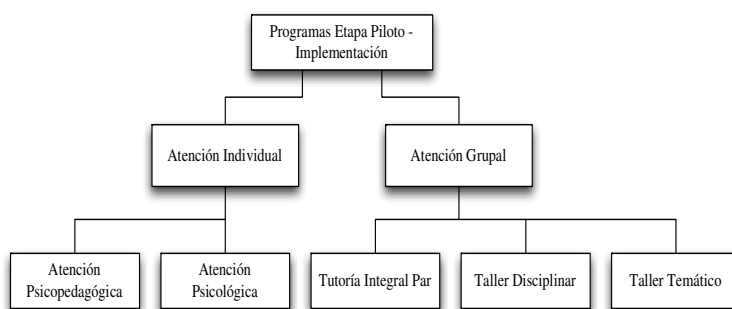 Programas Etapa Piloto -
Implementación
Atención Individual
Atención Grupal
Atención
Psicopedagógica
Atención
Psicológica
Tutoría Integral Par
Taller Disciplinar
Taller Temático